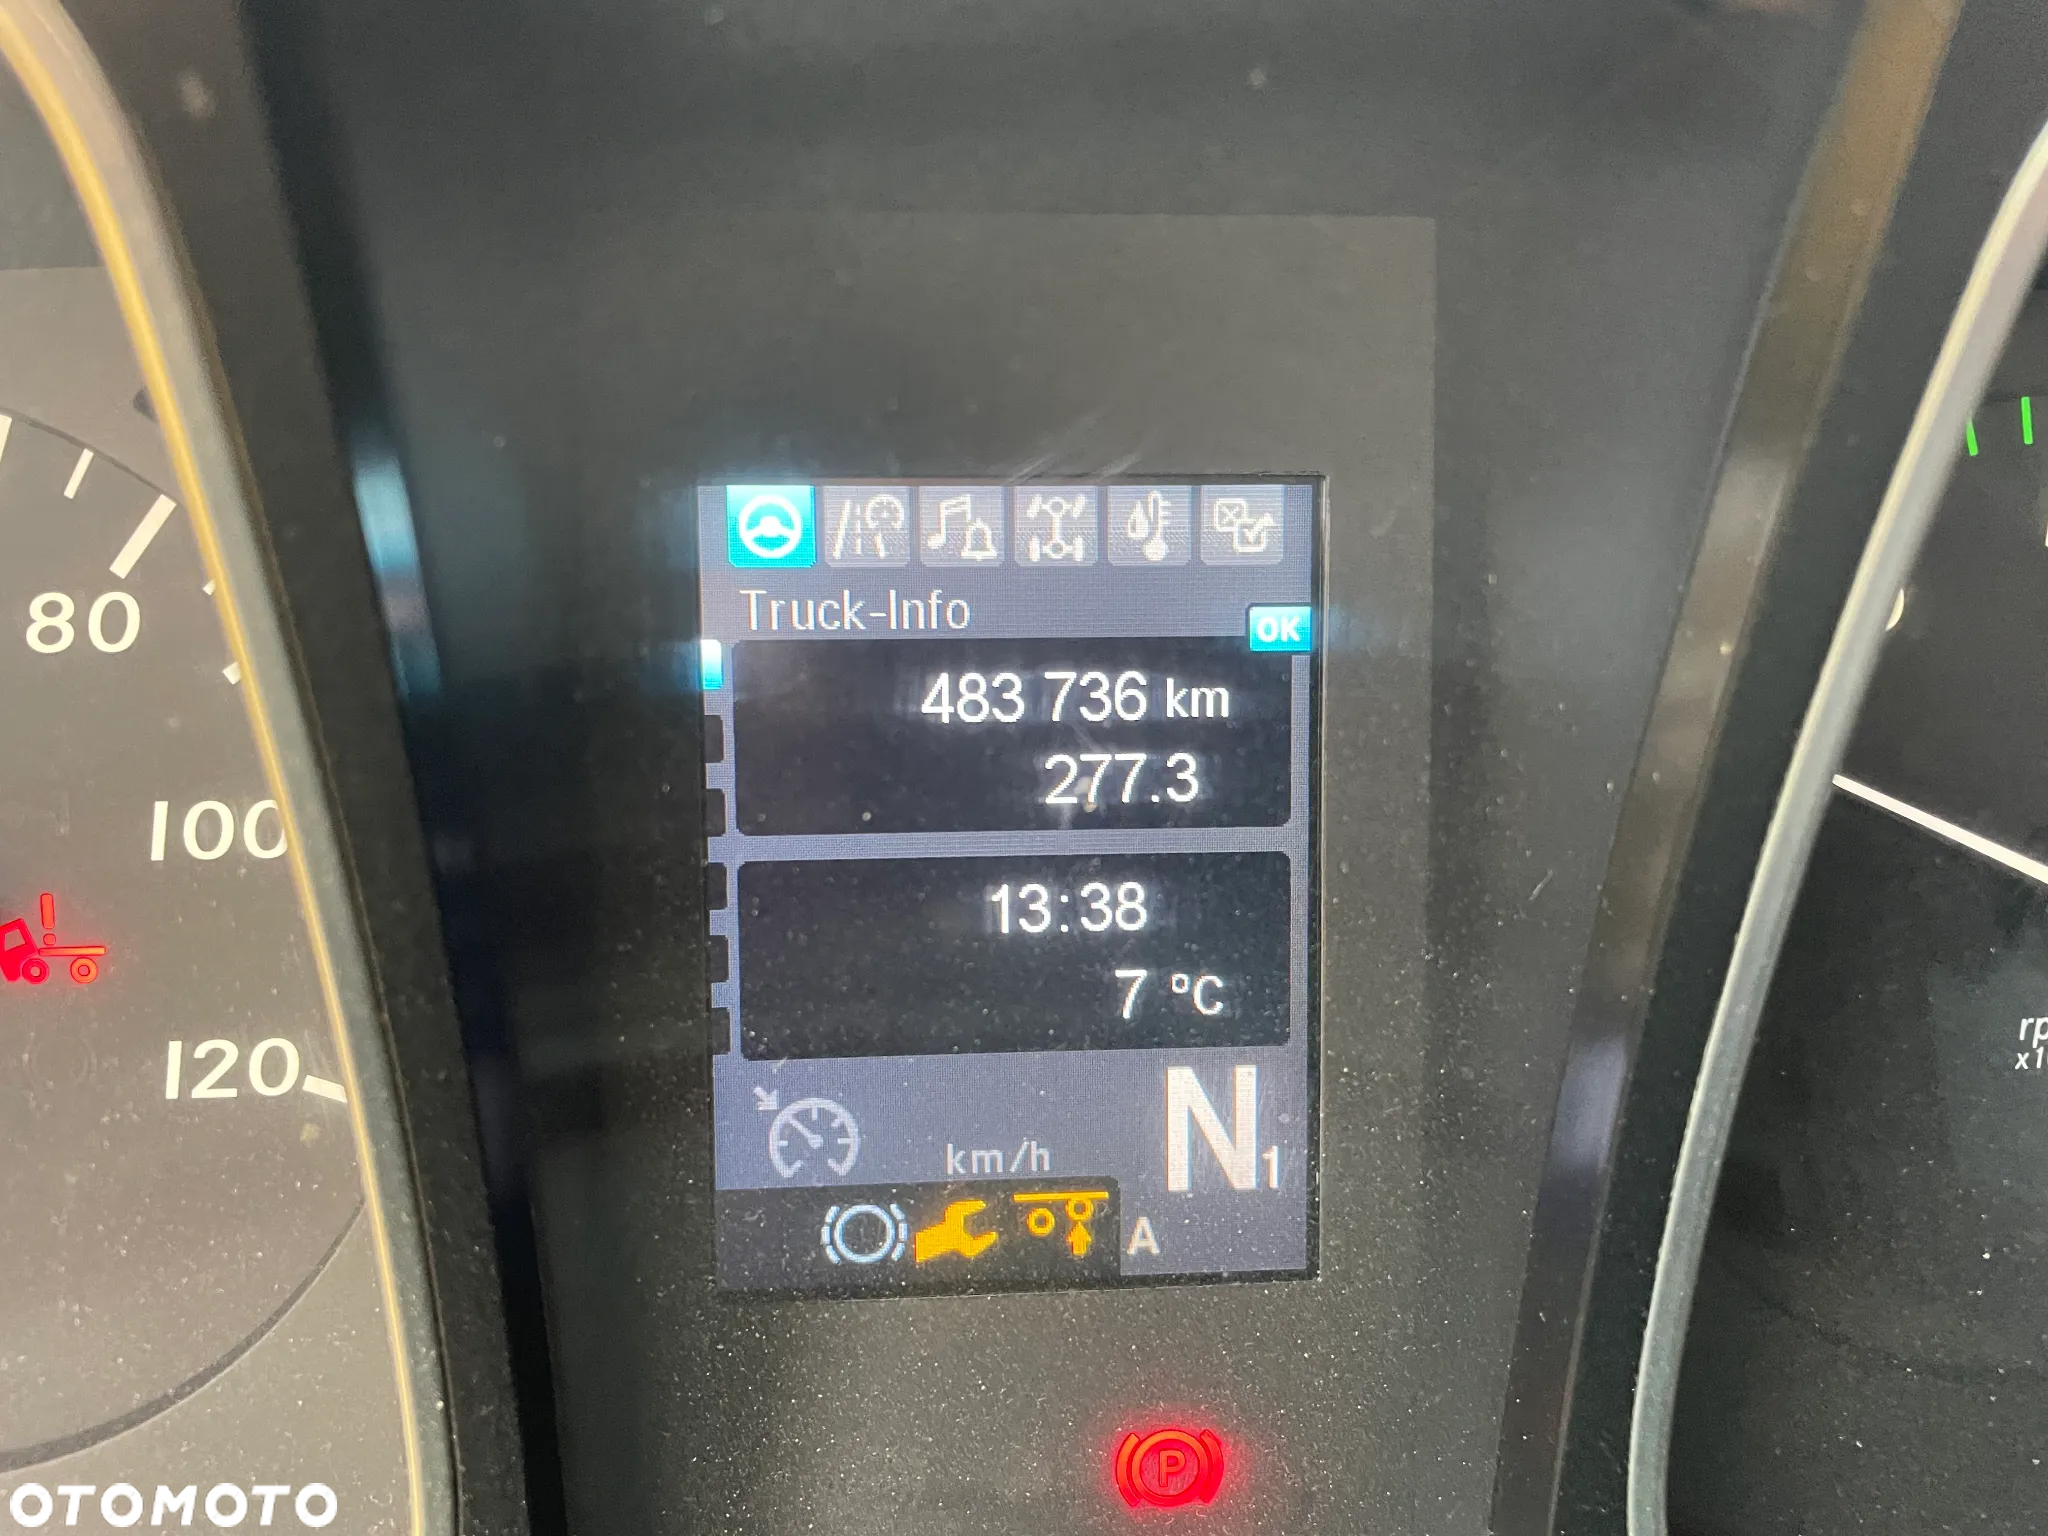 Truck-Info
OK
483 736 km
277.3
13:38
7 °C
km/h
N1
A
80
100
120
P
OTOMOTO